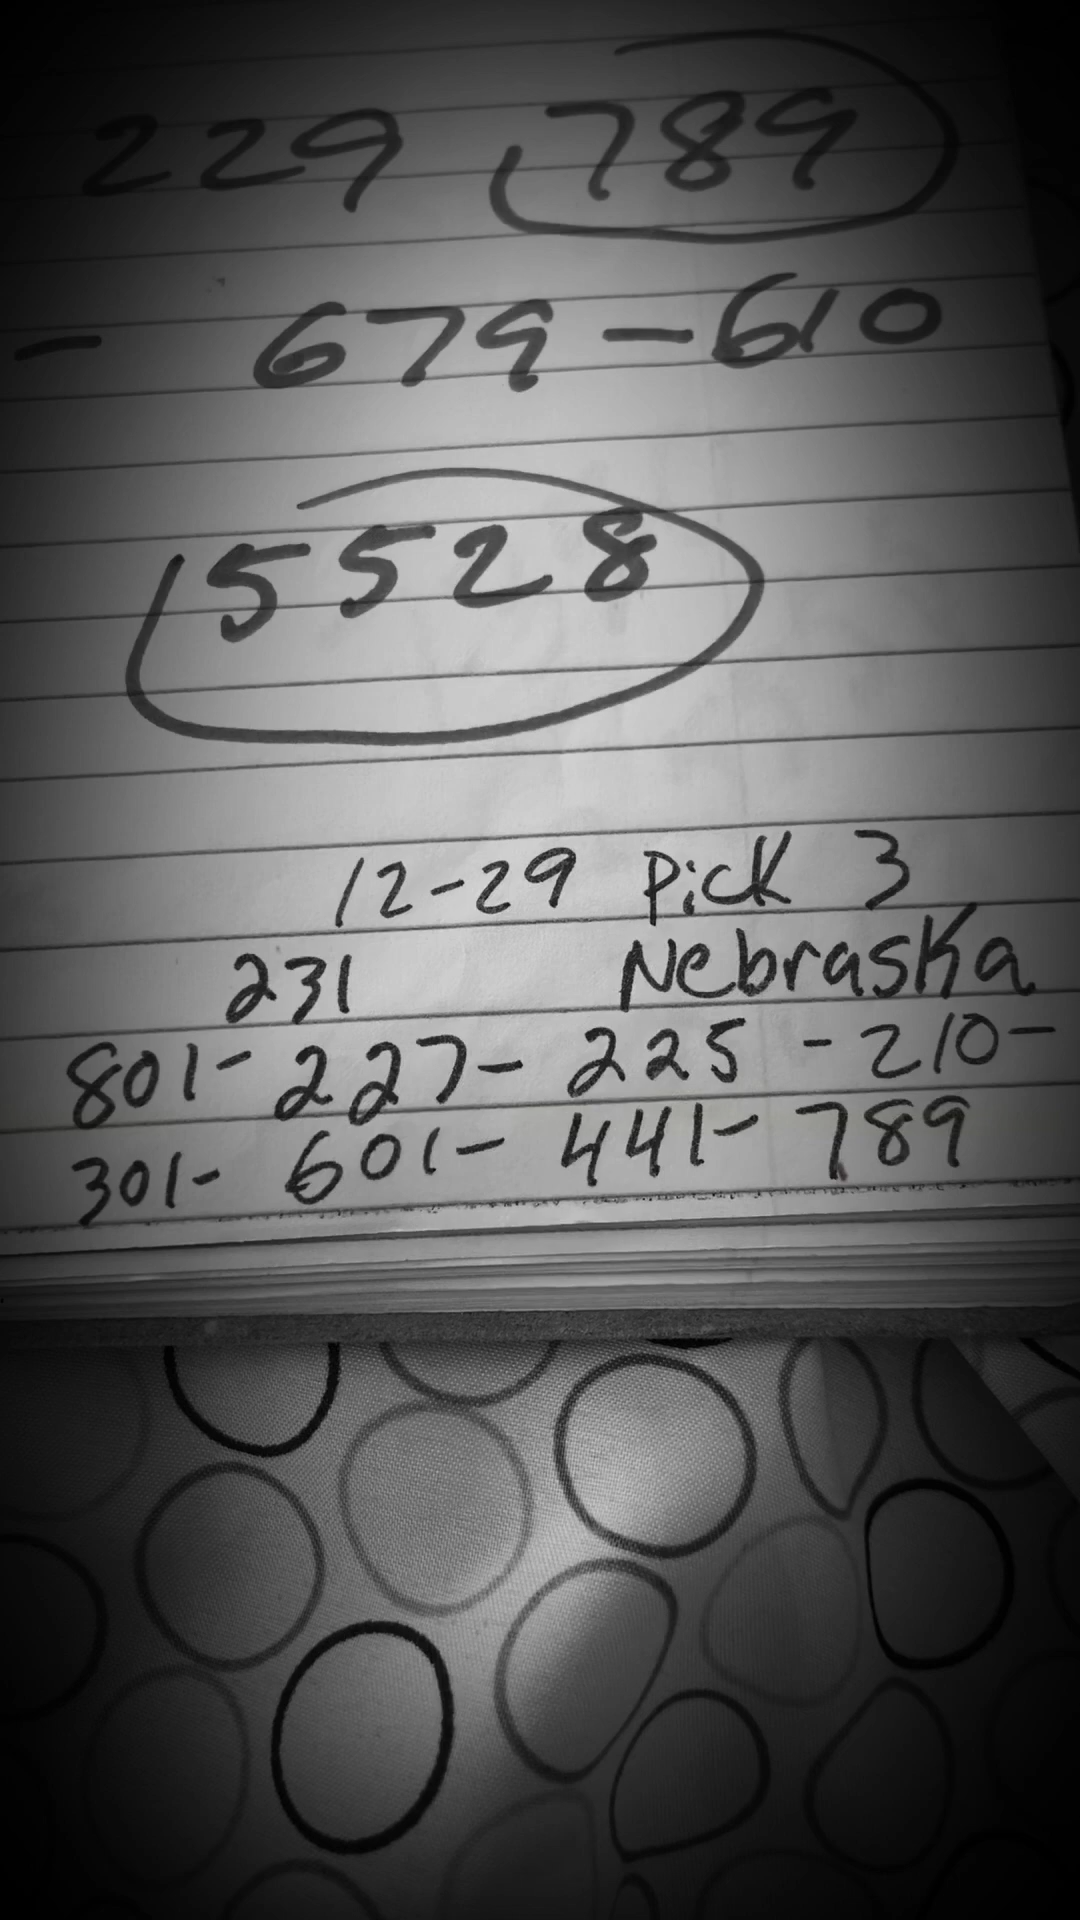 229 789
- 679-610
5528
12-29 Pick 3
231 Nebraska
801- 227- 225 - 210-
301- 601- 441- 789